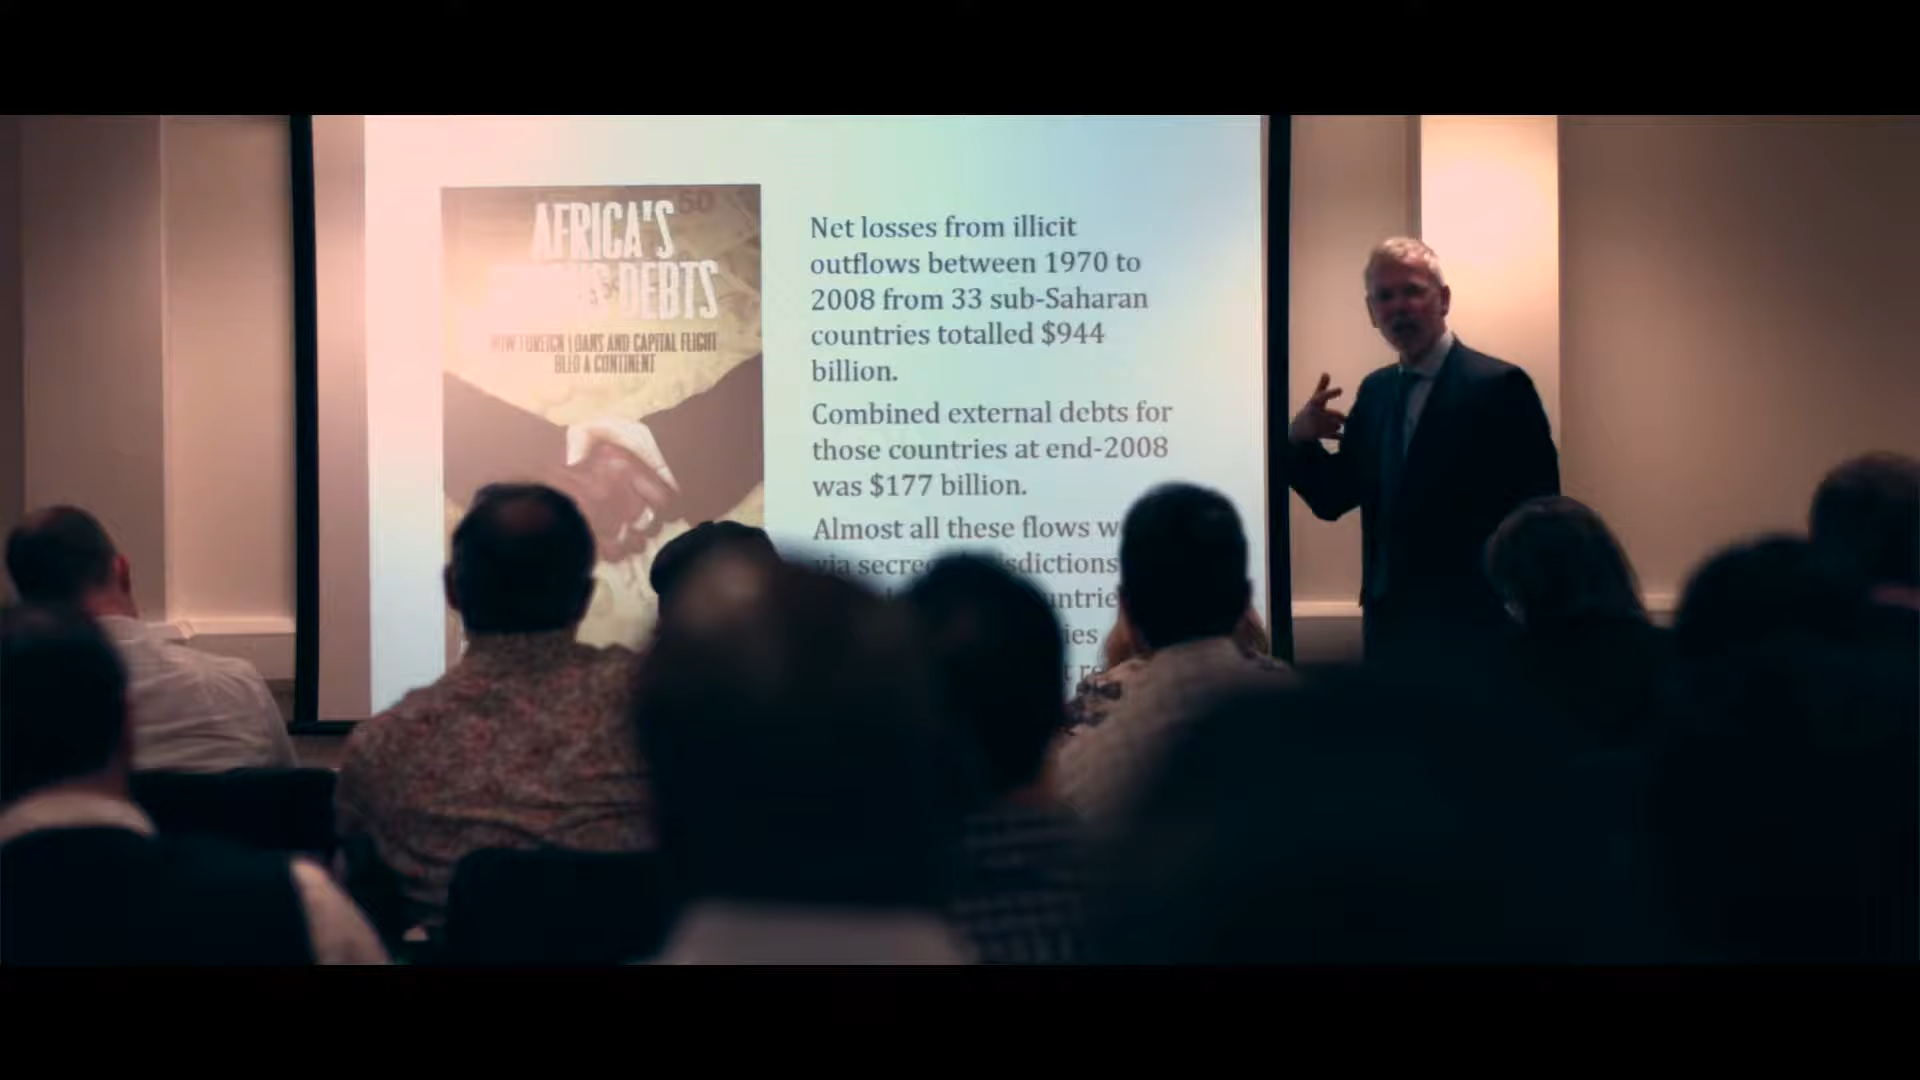 50
AFRICA'S
DEBTS
HOW FOREIGN LOANS AND CAPITAL FLIGHT
BLED A CONTINENT
Net losses from illicit
outflows between 1970 to
2008 from 33 sub-Saharan
countries totalled $944
billion.
Combined external debts for
those countries at end-2008
was $177 billion.
Almost all these flows
via